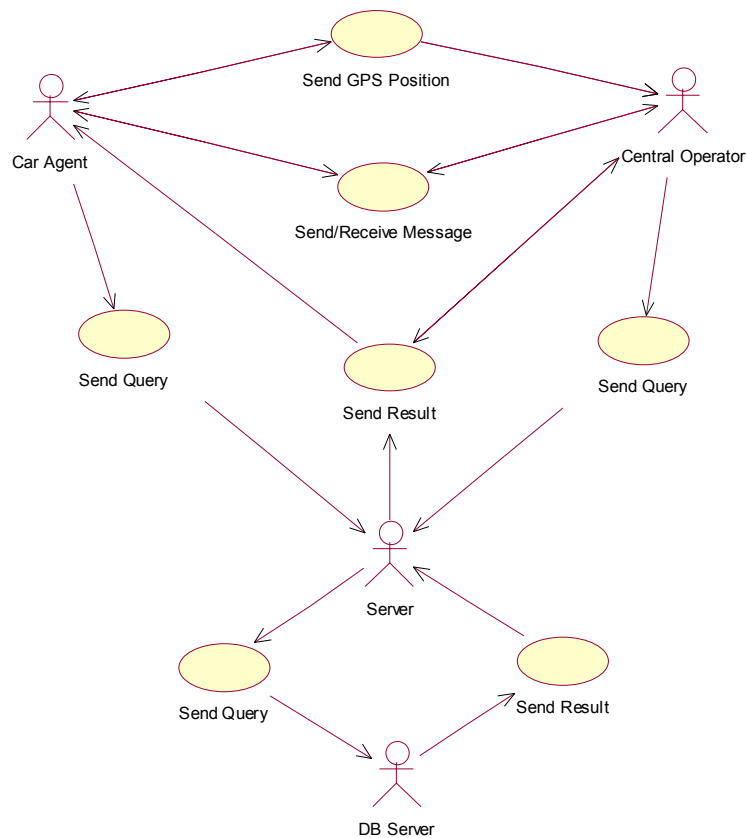 Send GPS Position
Car Agent
Central Operator
Send/Receive Message
Send Query
Send Result
Send Query
Server
Send Query
Send Result
DB Server